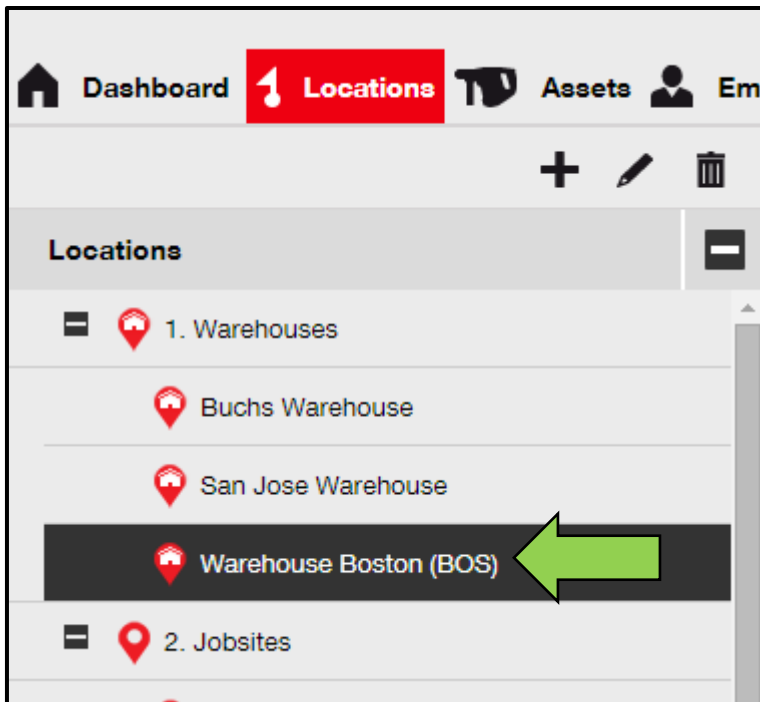 Dashboard Locations Assets Em
Locations
1. Warehouses
Buchs Warehouse
San Jose Warehouse
Warehouse Boston (BOS)
2. Jobsites